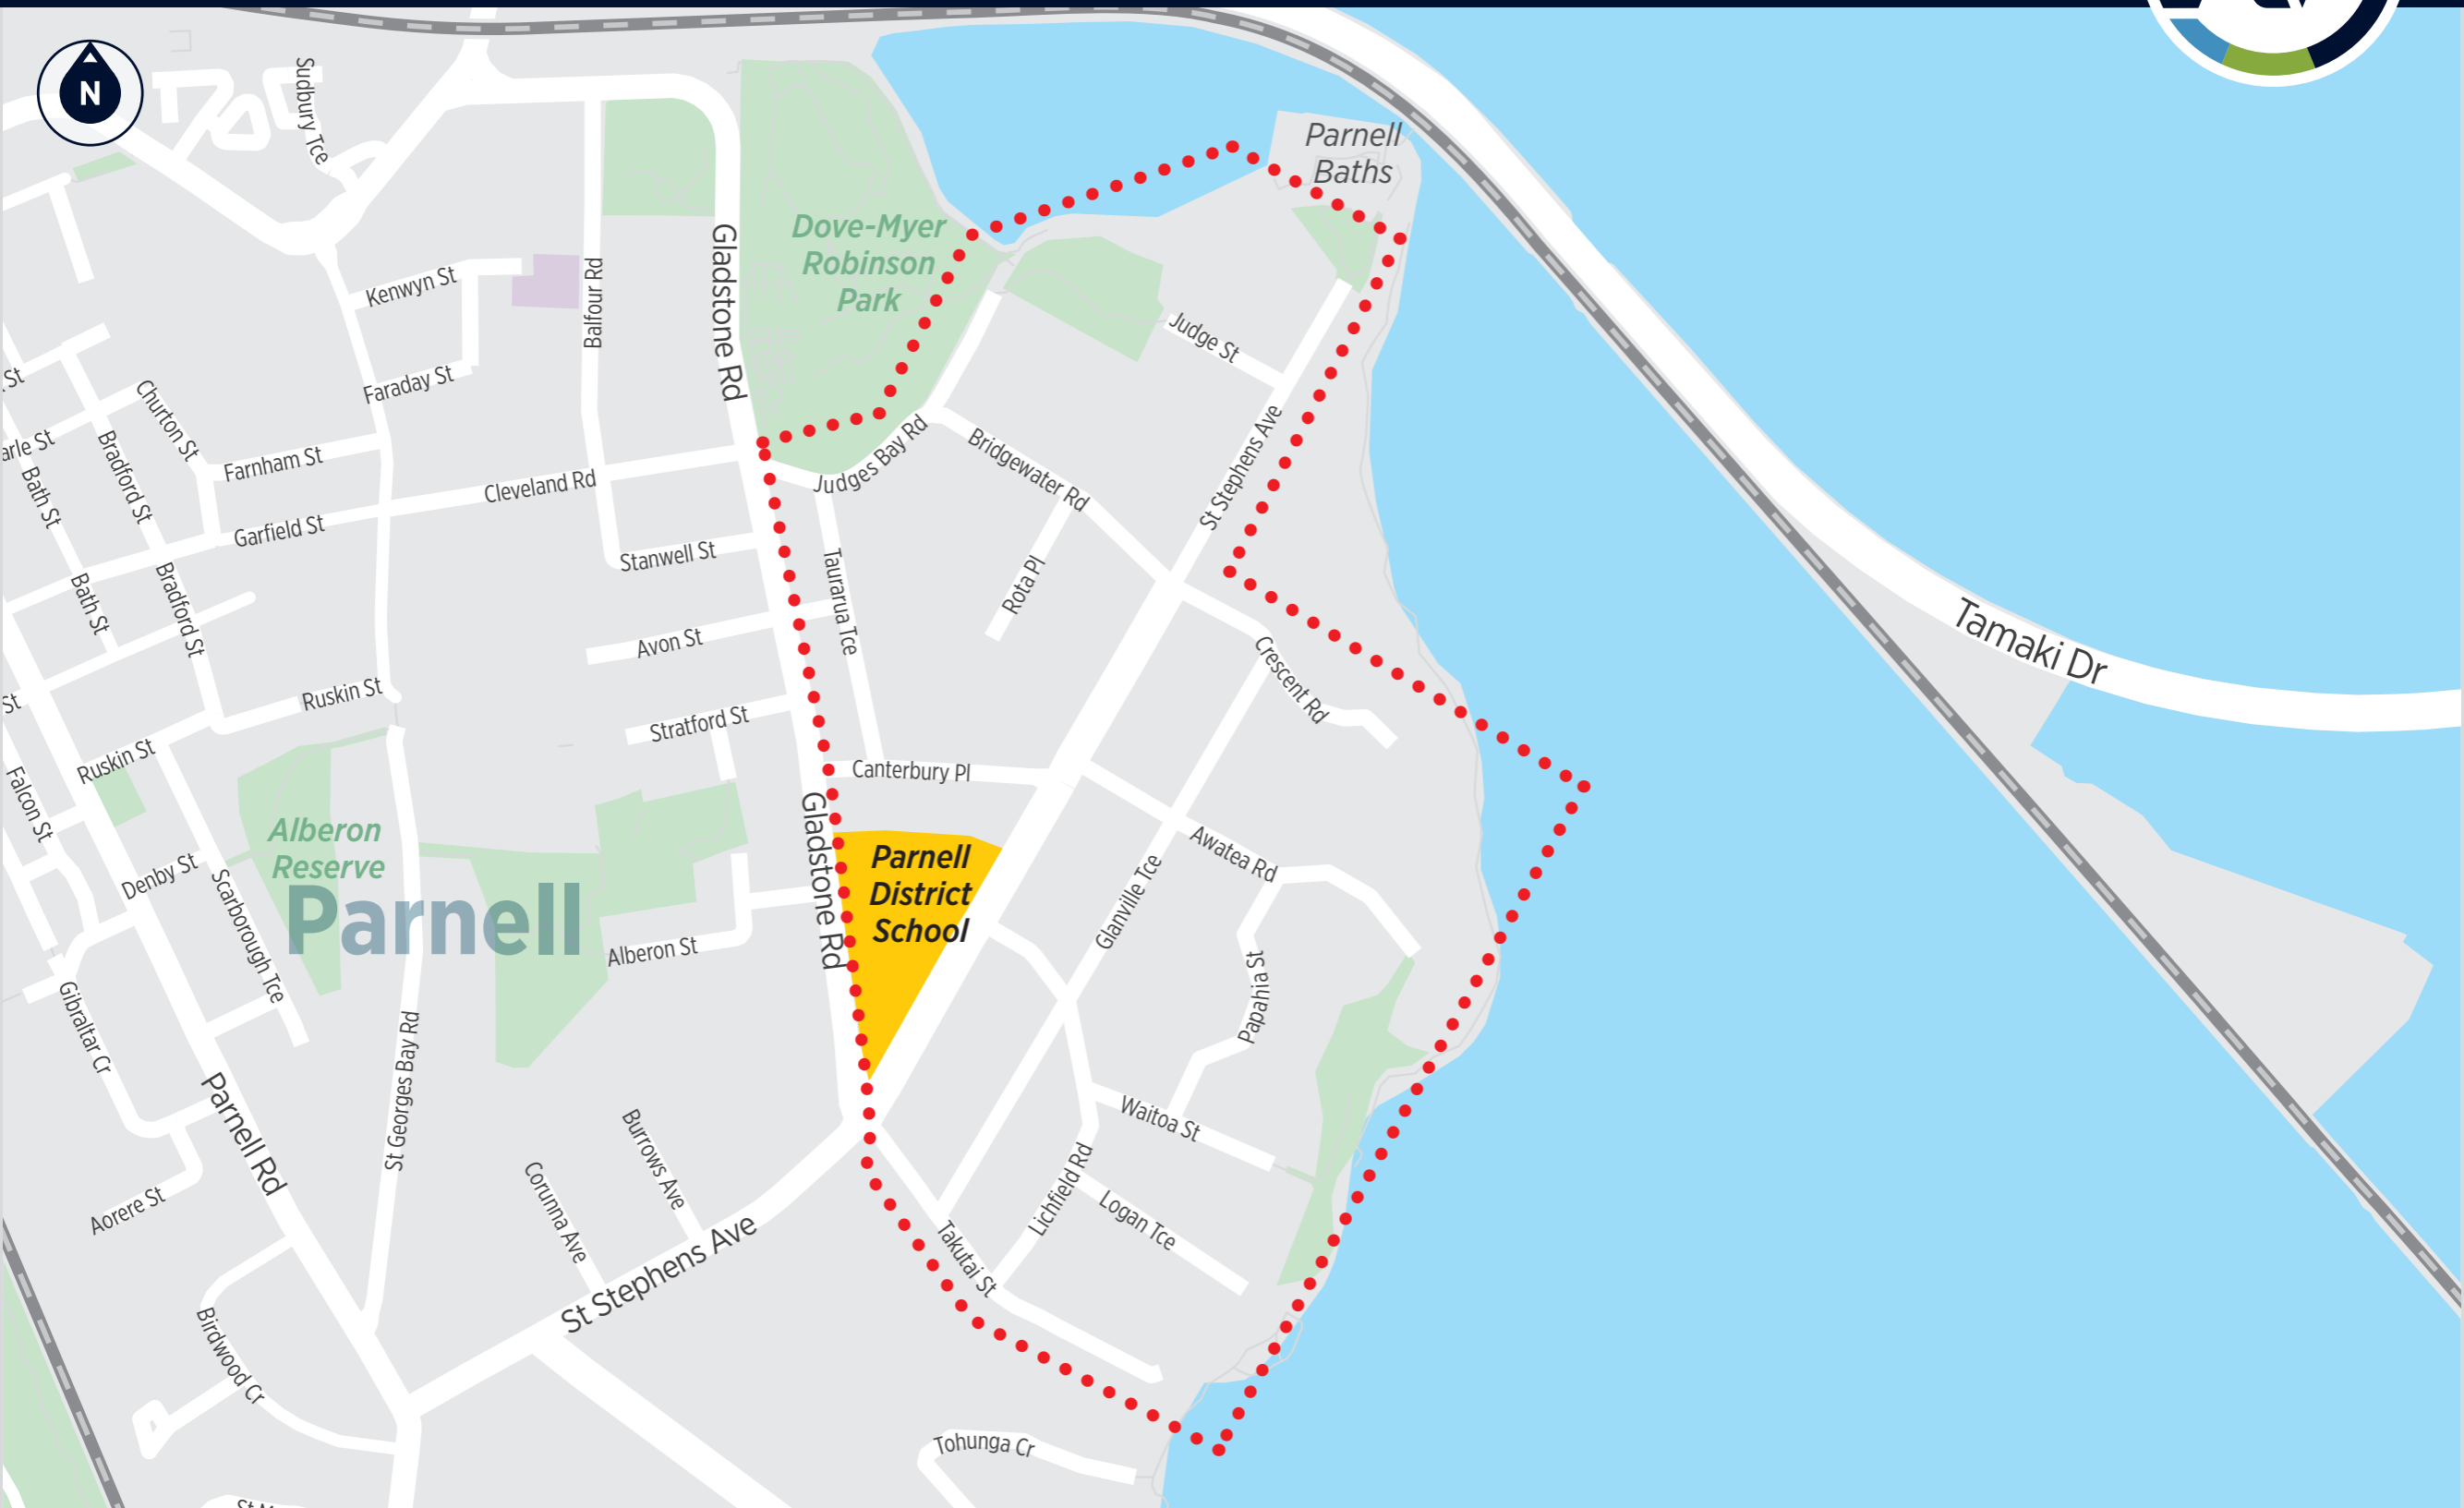 N
Sudbury Tce
Parnell
Baths
Dove-Myer
Robinson
Park
Gladstone Rd
Balfour Rd
Kenwyn St
Faraday St
Judge St
St
Churton St
Bradford St
Farnham St
Bath St
Cleveland Rd
Garfield St
Judges Bay Rd
Bridgewater Rd
St Stephens Ave
Stanwell St
Taurarua Tce
Rota Pl
Bath St
Bradford St
Avon St
Crescent Rd
Tamaki Dr
Ruskin St
St
Stratford St
Ruskin St
Canterbury Pl
Falcon St
Gladstone Rd
Alberon
Reserve
Parnell
District
School
Awatea Rd
Denby St
Scarborough Tce
Parnell
Glanville Tce
Alberon St
Papahia St
Gibraltar Cr
St Georges Bay Rd
Parnell Rd
Burrows Ave
Waitoa St
Corunna Ave
Lichfield Rd
Logan Tce
Aorere St
St Stephens Ave
Takutai St
Birdwood Cr
Tohunga Cr